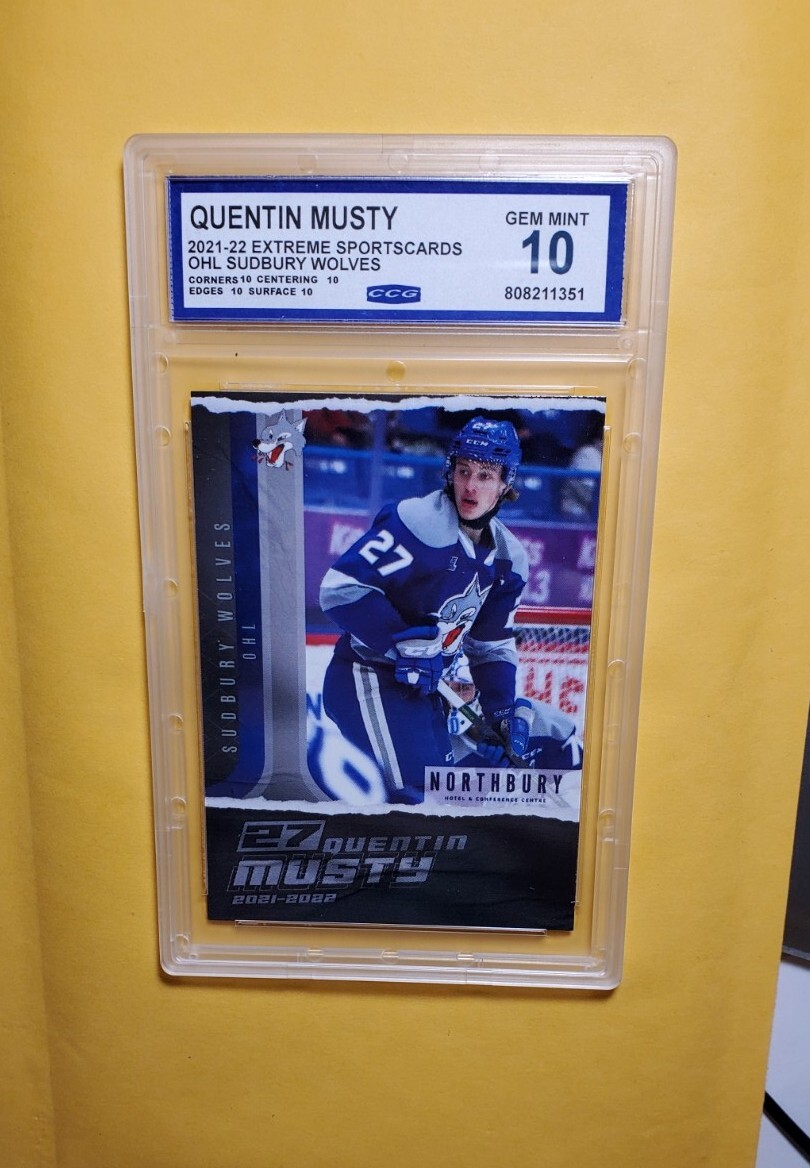 QUENTIN MUSTY
2021-22 EXTREME SPORTSCARDS
OHL SUDBURY WOLVES
CORNERS 10 CENTERING 10
EDGES 10 SURFACE 10
CCG
GEM MINT
10
808211351
SUDBURY WOLVES
OHL
27
CCM
27
NORTHBURY
HOTEL & CONFERENCE CENTRE
27 QUENTIN
MUSTY
2021-2022